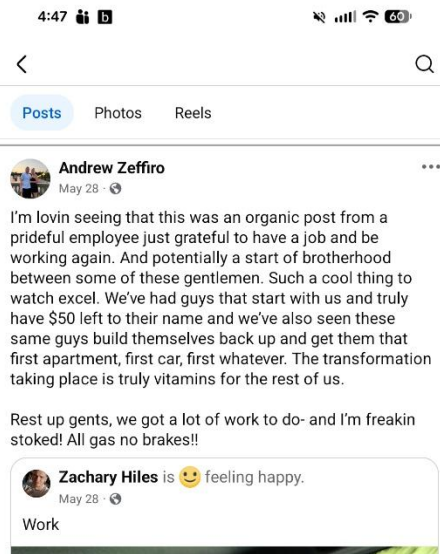 4:47 b 60
Posts Photos Reels
Andrew Zeffiro
May 28 ·
I'm lovin seeing that this was an organic post from a
prideful employee just grateful to have a job and be
working again. And potentially a start of brotherhood
between some of these gentlemen. Such a cool thing to
watch excel. We've had guys that start with us and truly
have $50 left to their name and we've also seen these
same guys build themselves back up and get them that
first apartment, first car, first whatever. The transformation
taking place is truly vitamins for the rest of us.
Rest up gents, we got a lot of work to do- and I'm freakin
stoked! All gas no brakes!!
Zachary Hiles is 🙂 feeling happy.
May 28 ·
Work